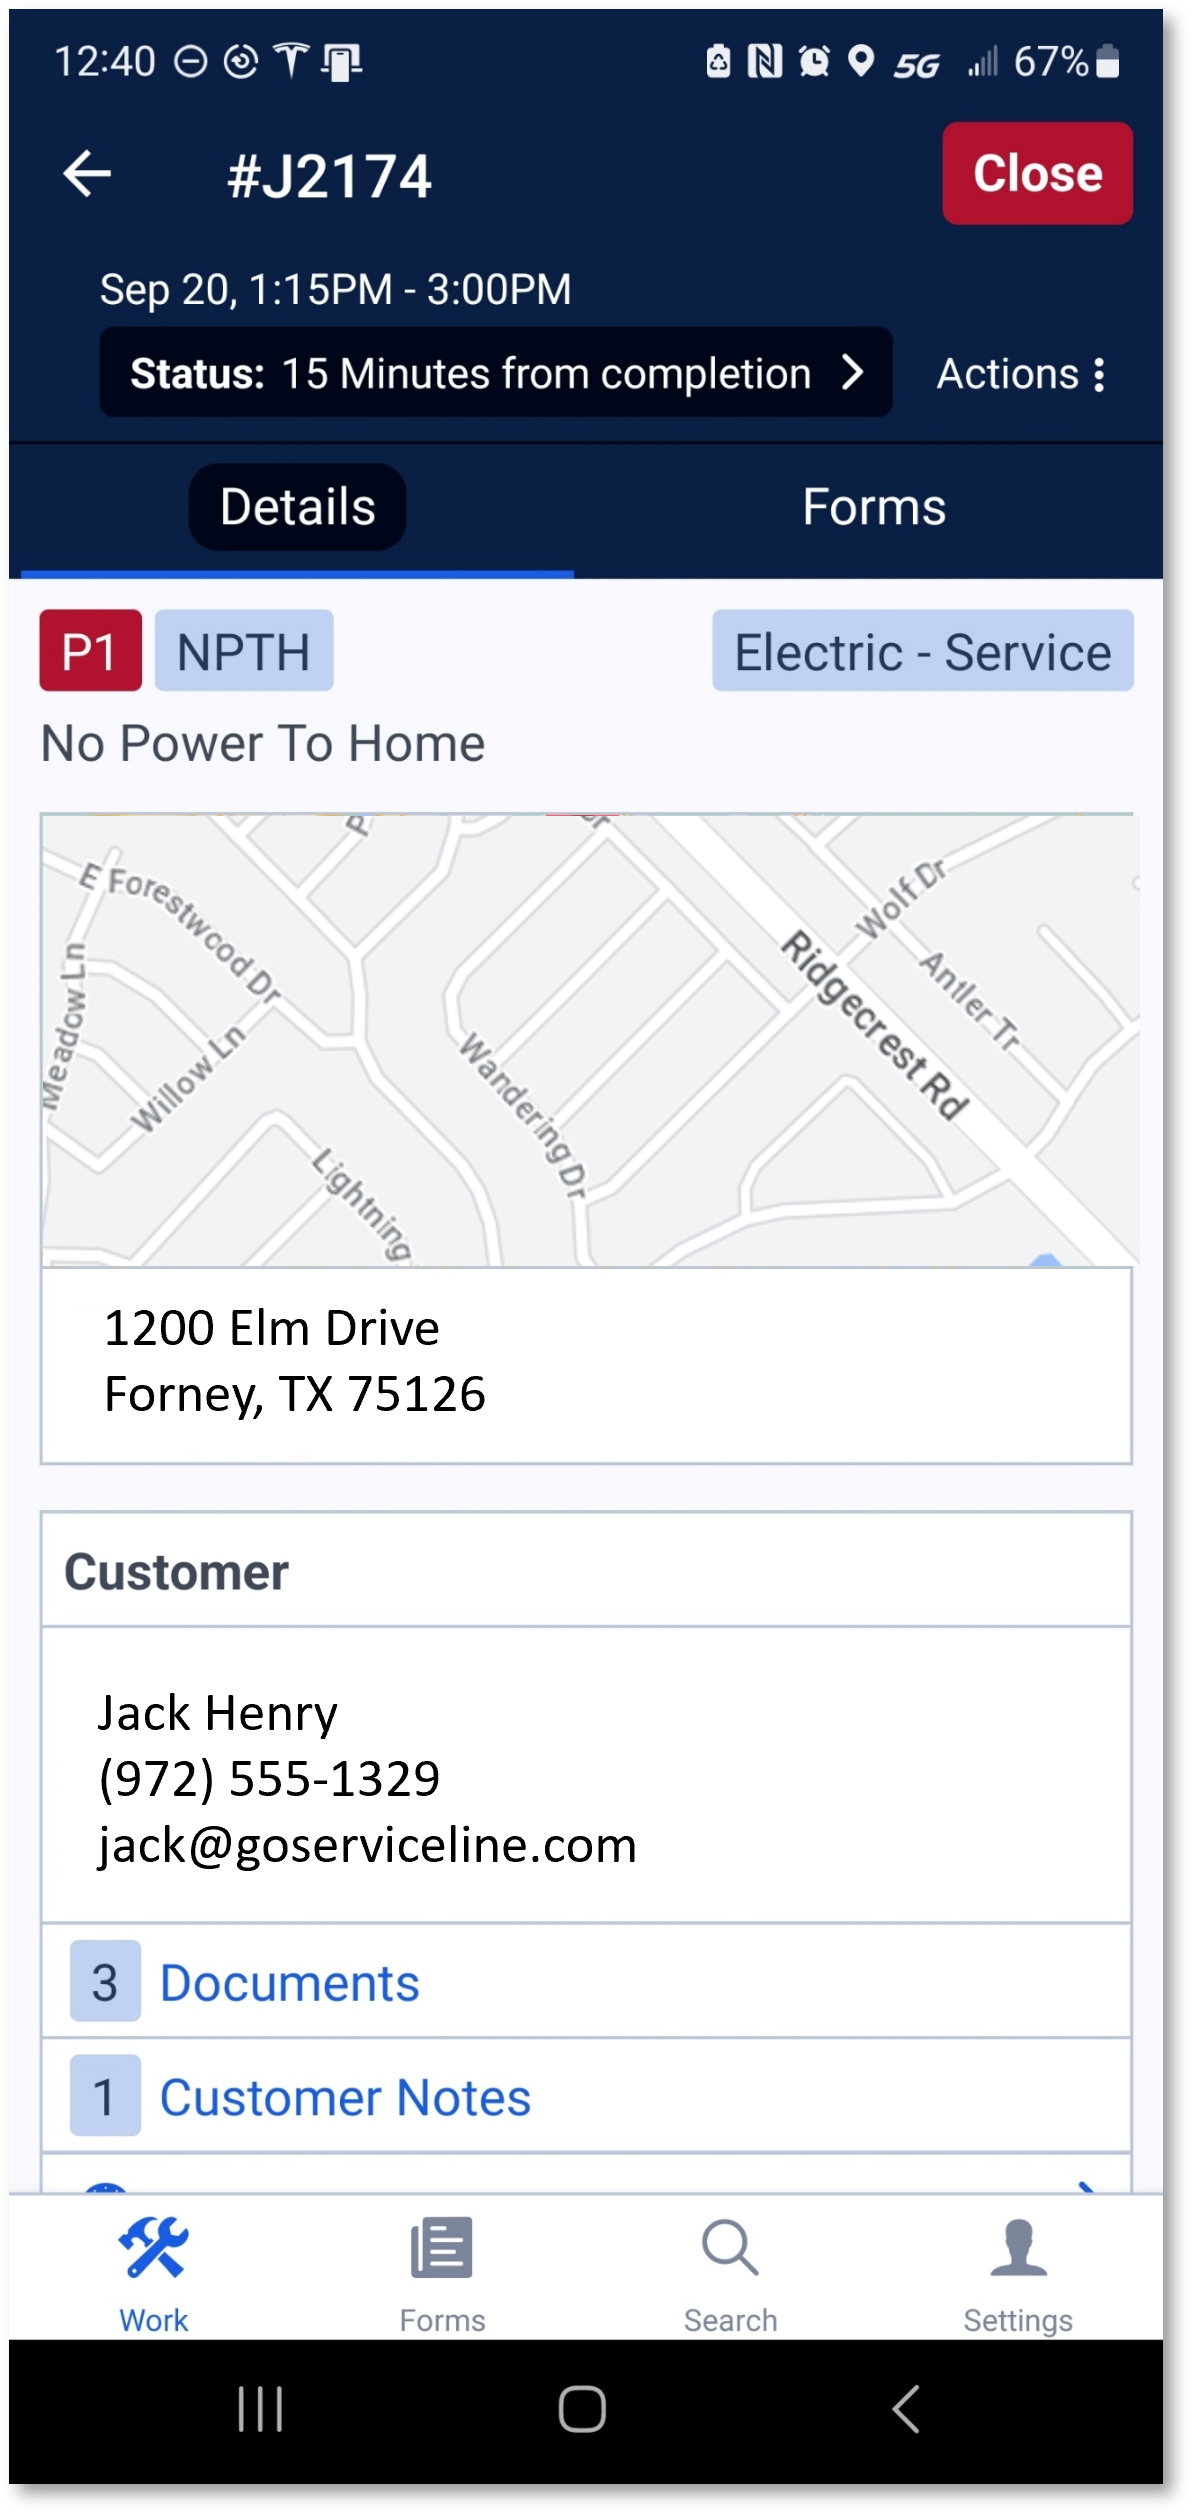 12:40 5G 67%
#J2174 Close
Sep 20, 1:15PM - 3:00PM
Status: 15 Minutes from completion Actions
Details Forms
P1 NPTH Electric - Service
No Power To Home
E Forestwood Dr
Meadow Ln
Willow Ln
Lightning
Wandering Dr
Ridgecrest Rd
Wolf Dr
Antler Tr
1200 Elm Drive
Forney, TX 75126
Customer
Jack Henry
(972) 555-1329
jack@goserviceline.com
3 Documents
1 Customer Notes
Work Forms Search Settings